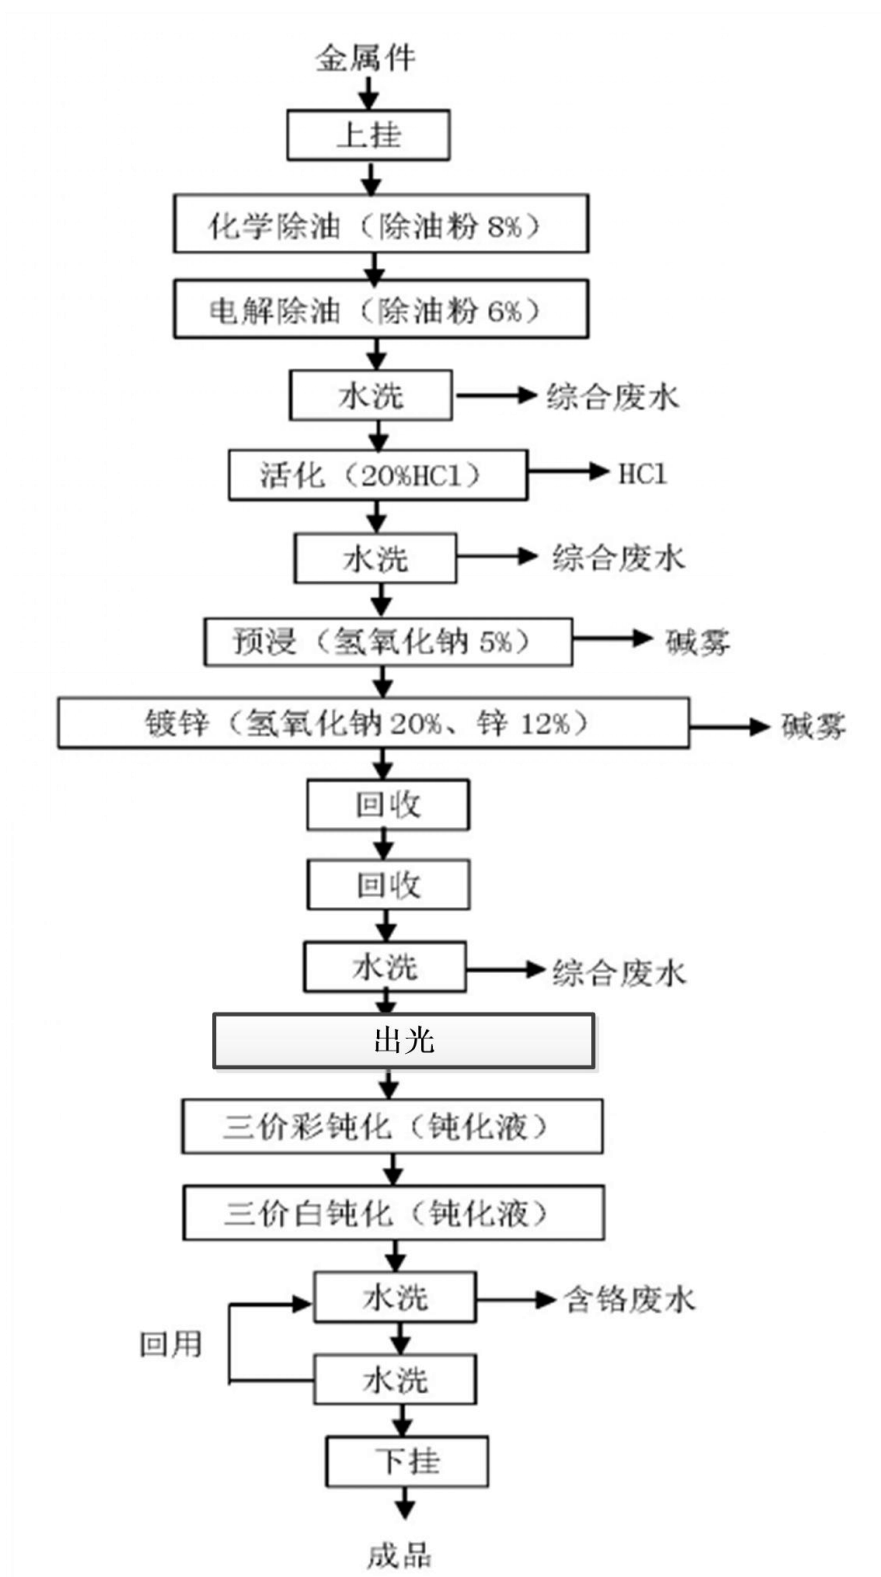 金属件
上挂
化学除油（除油粉 8%）
电解除油（除油粉 6%）
水洗
综合废水
活化（20%HCl）
HCl
水洗
综合废水
预浸（氢氧化钠 5%）
碱雾
镀锌（氢氧化钠 20%、锌 12%）
碱雾
回收
回收
水洗
综合废水
出光
三价彩钝化（钝化液）
三价白钝化（钝化液）
水洗
含铬废水
回用
水洗
下挂
成品